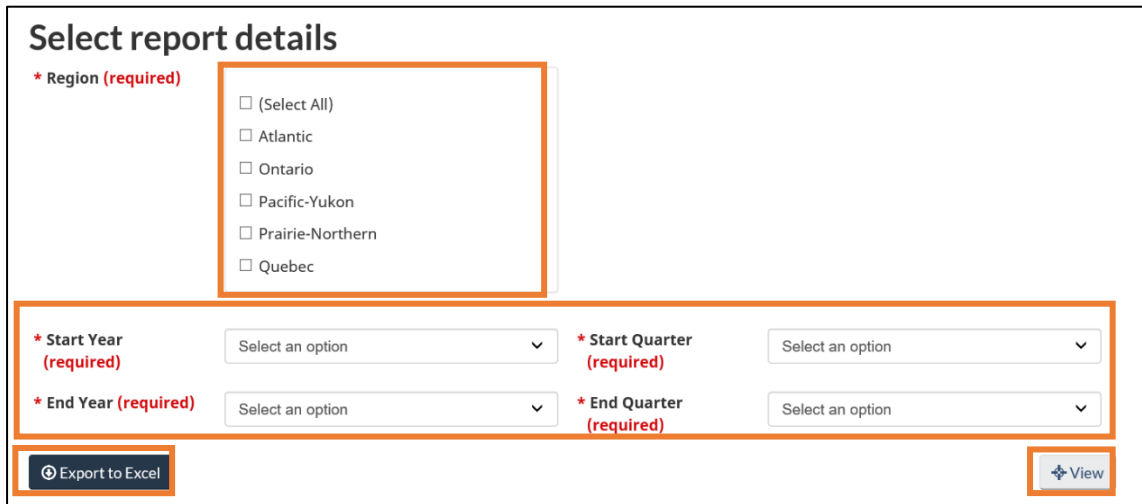 Select report details
* Region (required)
(Select All)
Atlantic
Ontario
Pacific-Yukon
Prairie-Northern
Quebec
* Start Year (required)
Select an option
* Start Quarter (required)
Select an option
* End Year (required)
Select an option
* End Quarter (required)
Select an option
Export to Excel
View